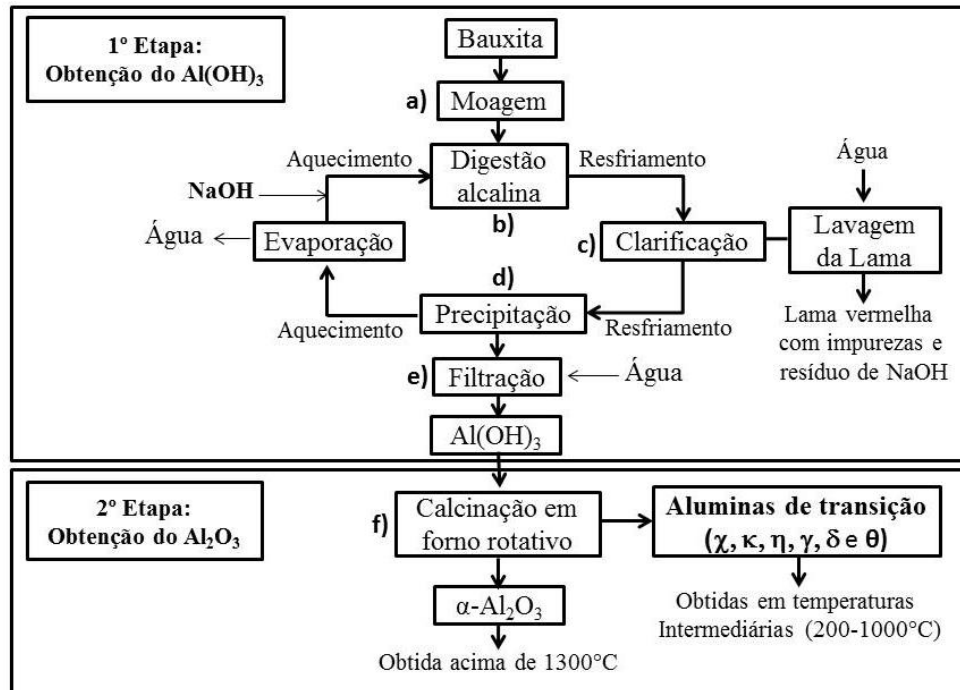 1º Etapa:
Obtenção do Al(OH)₃
Bauxita
a) Moagem
Aquecimento
Digestão
alcalina
b)
Resfriamento
Água
NaOH
Água
Evaporação
c) Clarificação
Lavagem
da Lama
d)
Precipitação
Aquecimento
Resfriamento
Lama vermelha
com impurezas e
resíduo de NaOH
e) Filtração
Água
Al(OH)₃
2º Etapa:
Obtenção do Al₂O₃
f) Calcinação em
forno rotativo
Aluminas de transição
(χ, κ, η, γ, δ e θ)
α-Al₂O₃
Obtida acima de 1300°C
Obtidas em temperaturas
Intermediárias (200-1000°C)